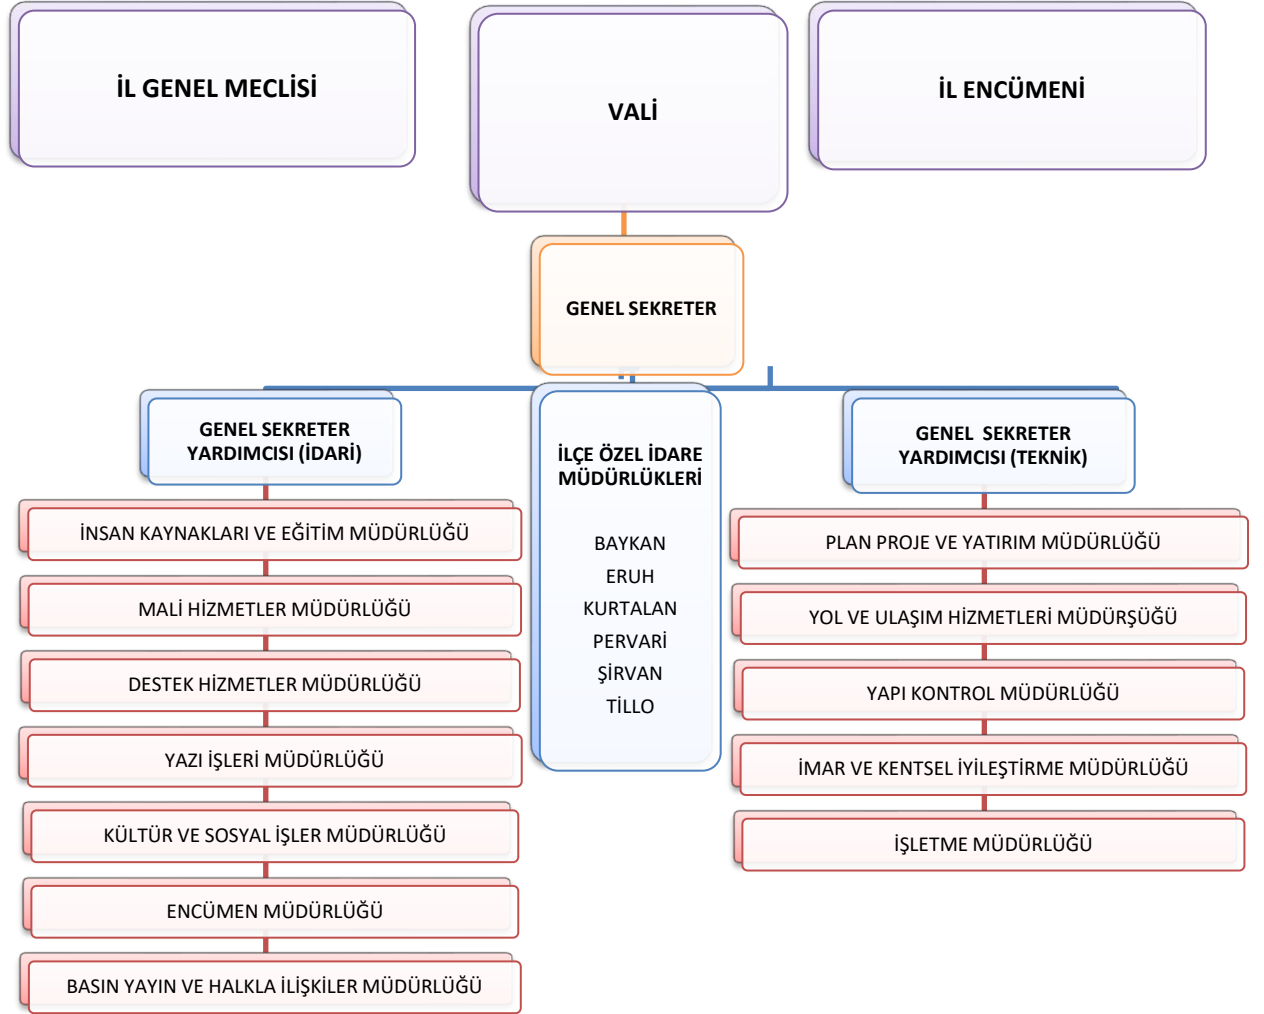 İL GENEL MECLİSİ
VALİ
İL ENCÜMENİ
GENEL SEKRETER
GENEL SEKRETER
YARDIMCISI (İDARİ)
İNSAN KAYNAKLARI VE EĞİTİM MÜDÜRLÜĞÜ
MALİ HİZMETLER MÜDÜRLÜĞÜ
DESTEK HİZMETLER MÜDÜRLÜĞÜ
YAZI İŞLERİ MÜDÜRLÜĞÜ
KÜLTÜR VE SOSYAL İŞLER MÜDÜRLÜĞÜ
ENCÜMEN MÜDÜRLÜĞÜ
BASIN YAYIN VE HALKLA İLİŞKİLER MÜDÜRLÜĞÜ
İLÇE ÖZEL İDARE
MÜDÜRLÜKLERİ
BAYKAN
ERUH
KURTALAN
PERVARİ
ŞİRVAN
TİLLO
GENEL  SEKRETER
YARDIMCISI (TEKNİK)
PLAN PROJE VE YATIRIM MÜDÜRLÜĞÜ
YOL VE ULAŞIM HİZMETLERİ MÜDÜRŞÜĞÜ
YAPI KONTROL MÜDÜRLÜĞÜ
İMAR VE KENTSEL İYİLEŞTİRME MÜDÜRLÜĞÜ
İŞLETME MÜDÜRLÜĞÜ